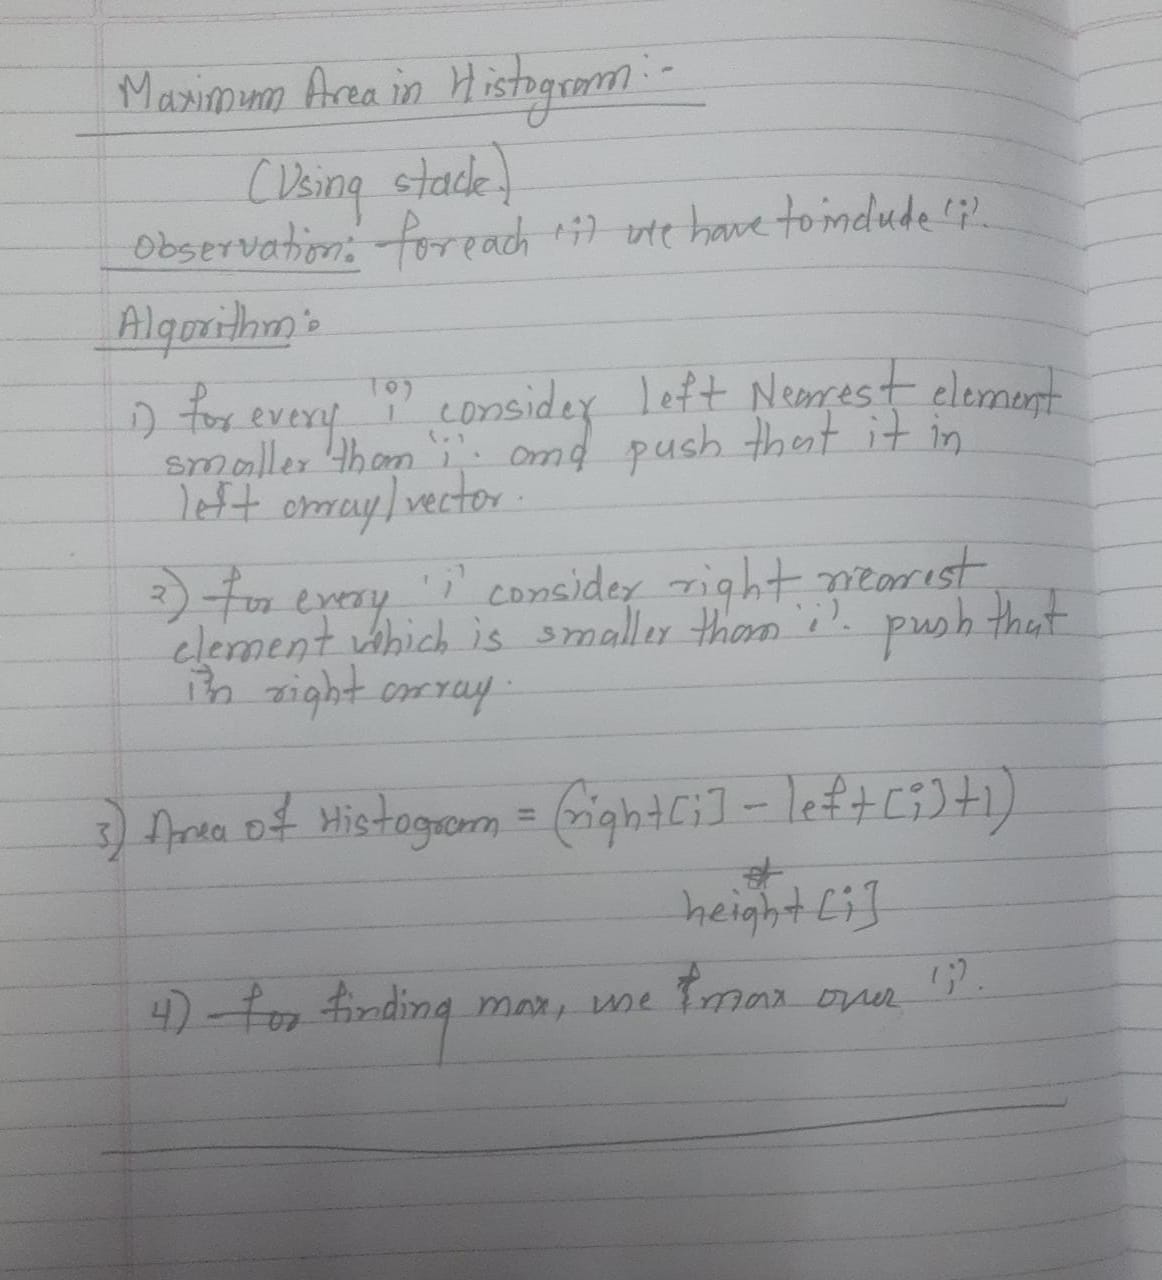 Maximum Area in Histogram :-
(Using stack)
Observation: for each 'i' we have to include 'i'.
Algorithm:
1) for every 'i' consider left Nearest element
smaller than 'i'. and push that it in
left array/vector.
2) for every 'i' consider right nearest
element which is smaller than 'i'. push that
in right array.
3) Area of Histogram = (right[i] - left[i]+1)
*
height [i]
4) for finding max, use max over 'i'.